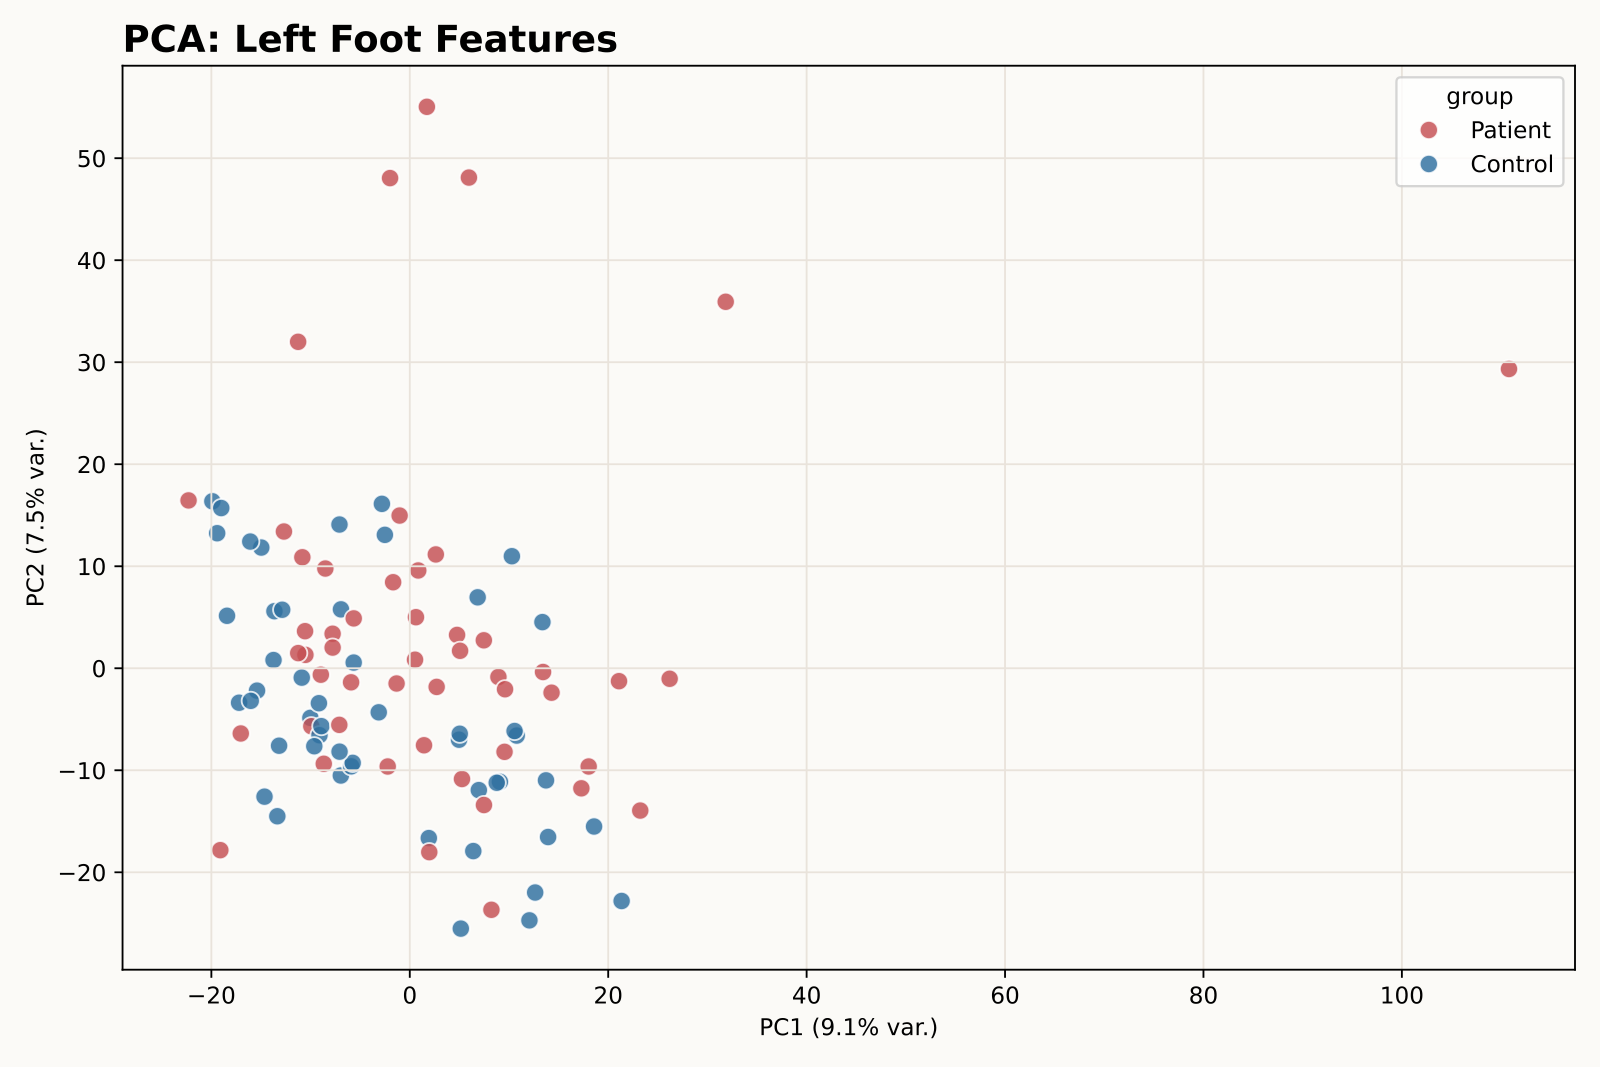 PCA: Left Foot Features
group
Patient
Control
50
40
30
20
10
0
−10
−20
PC2 (7.5% var.)
−20
0
20
40
60
80
100
PC1 (9.1% var.)